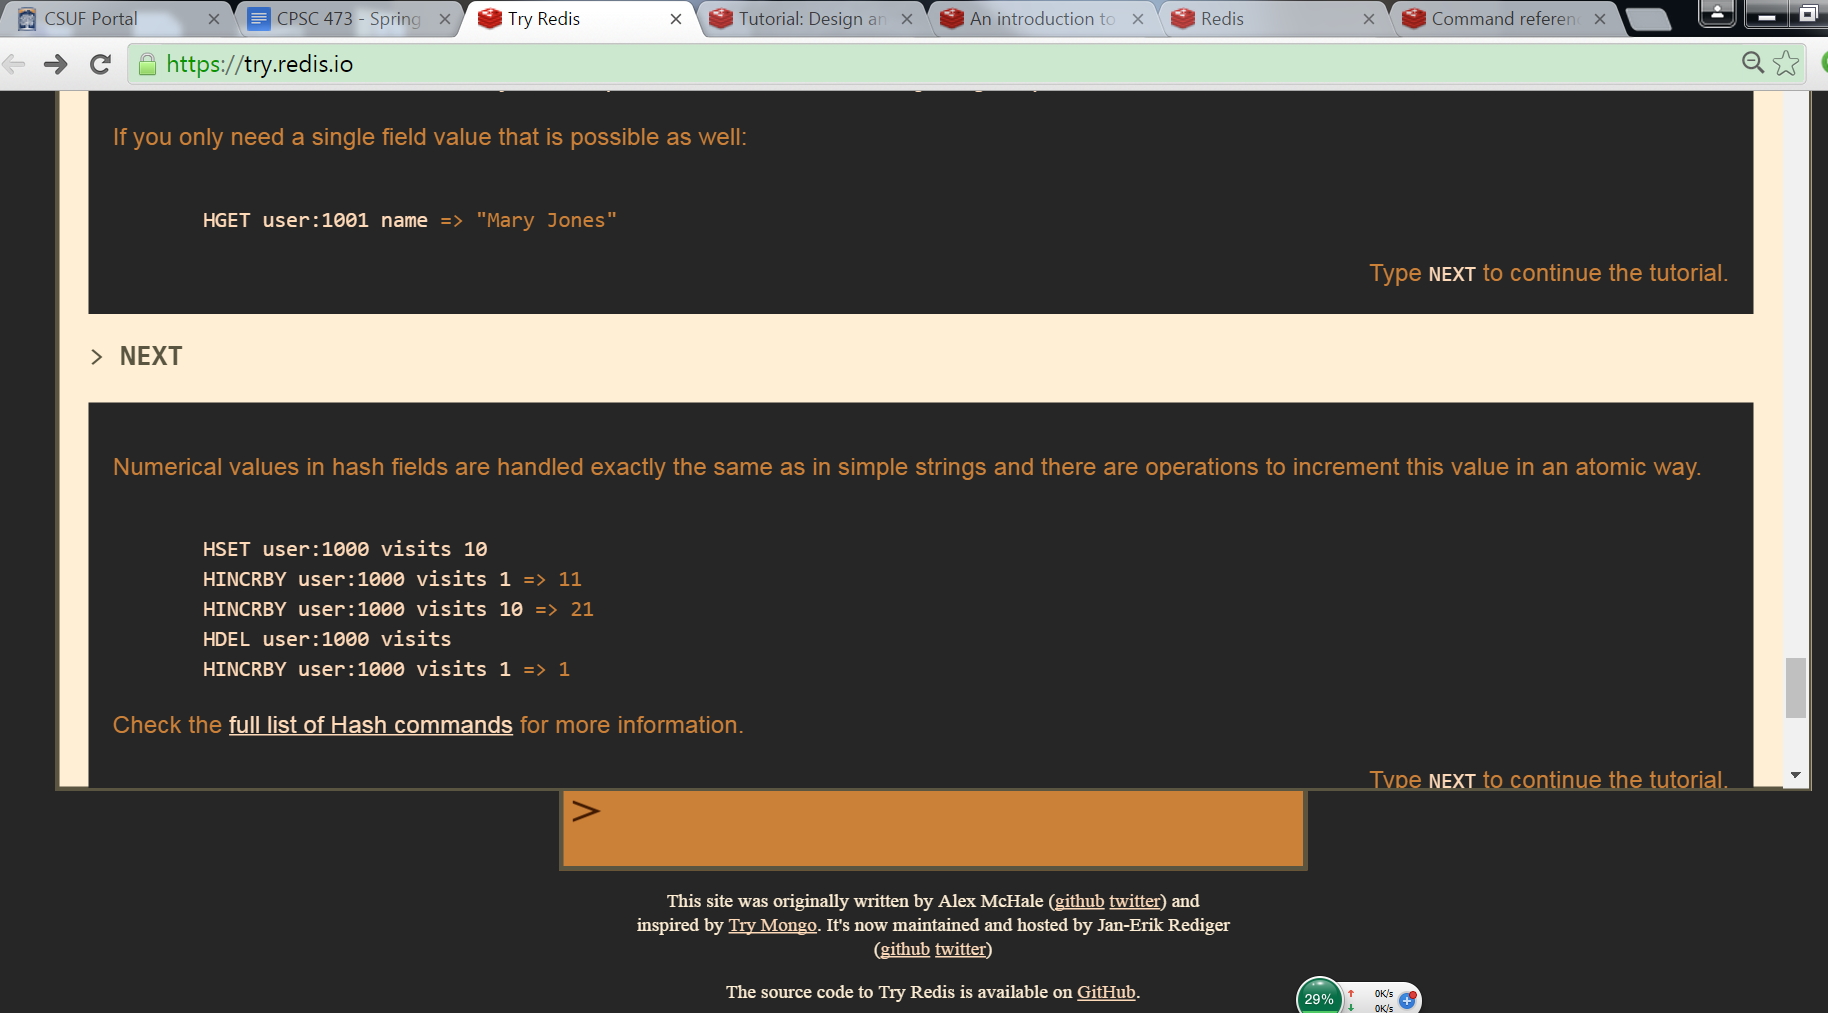 CSUF Portal
CPSC 473 - Spring
Try Redis
Tutorial: Design an
An introduction to
Redis
Command referen
https://try.redis.io
If you only need a single field value that is possible as well:
HGET user:1001 name => "Mary Jones"
Type NEXT to continue the tutorial.
> NEXT
Numerical values in hash fields are handled exactly the same as in simple strings and there are operations to increment this value in an atomic way.
HSET user:1000 visits 10
HINCRBY user:1000 visits 1 => 11
HINCRBY user:1000 visits 10 => 21
HDEL user:1000 visits
HINCRBY user:1000 visits 1 => 1
Check the full list of Hash commands for more information.
Type NEXT to continue the tutorial.
>
This site was originally written by Alex McHale (github twitter) and
inspired by Try Mongo. It's now maintained and hosted by Jan-Erik Rediger
(github twitter)
The source code to Try Redis is available on GitHub.
29%
0K/s
0K/s